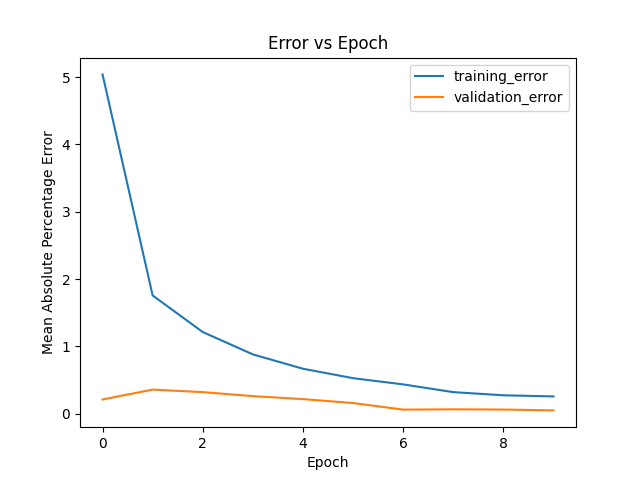 Error vs Epoch
training_error
validation_error
Mean Absolute Percentage Error
5
4
3
2
1
0
0 2 4 6 8
Epoch